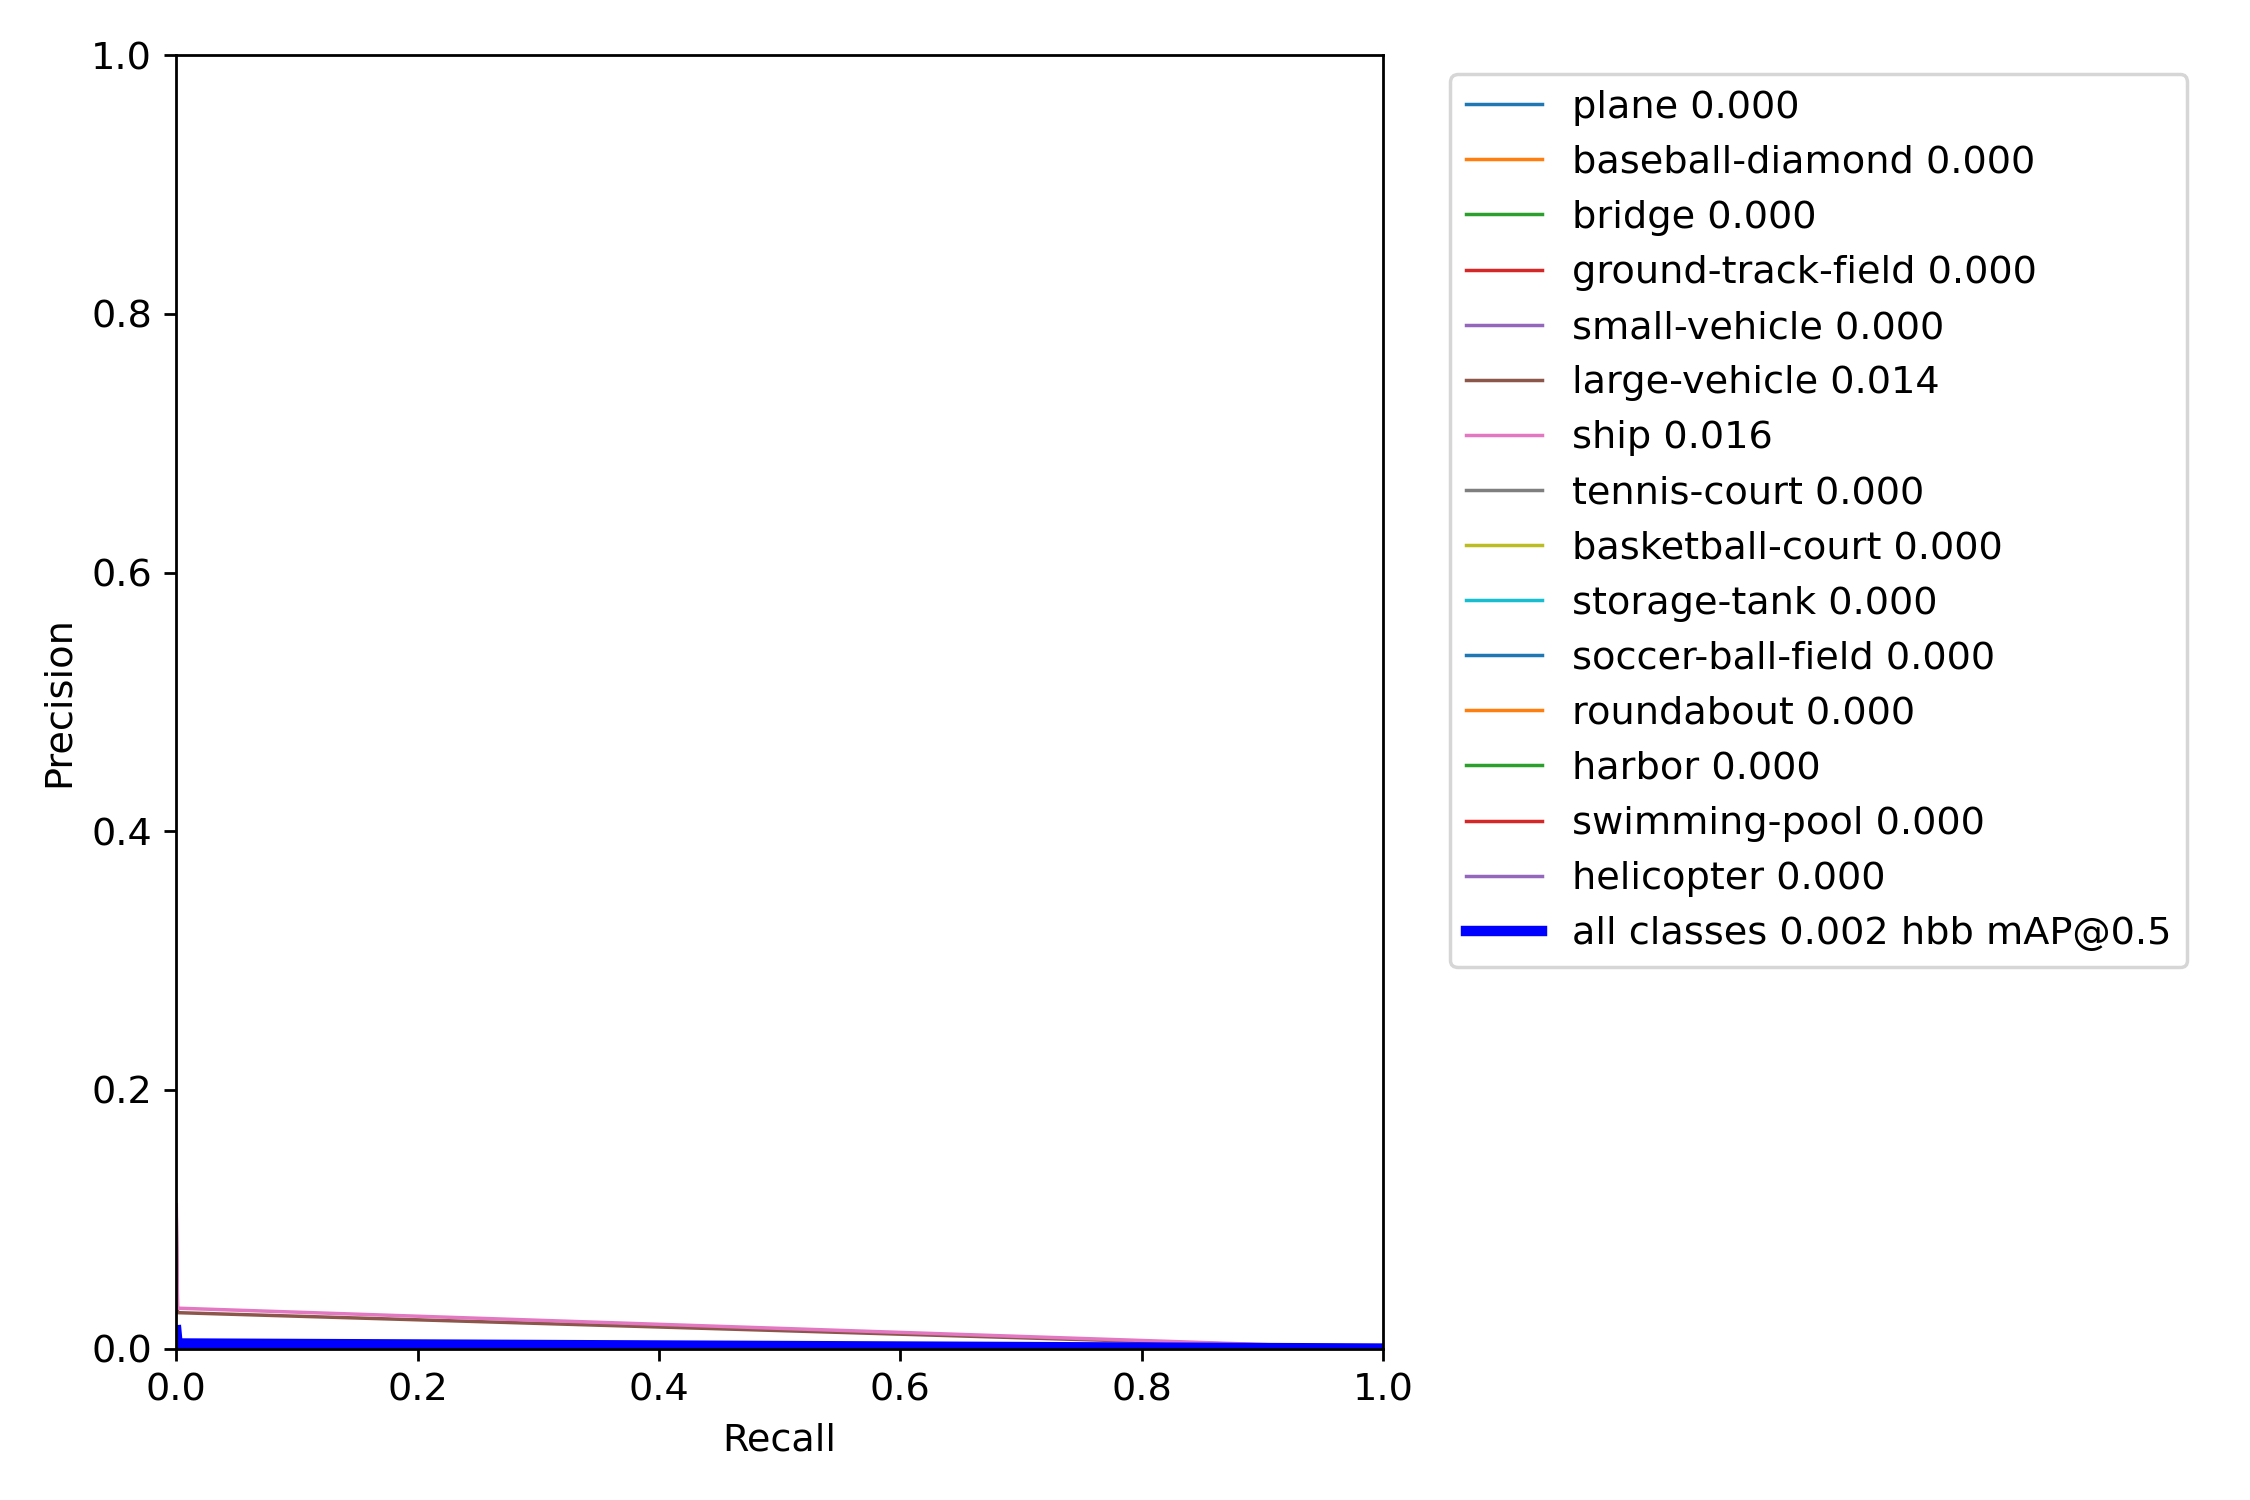 1.0
0.8
0.6
0.4
0.2
0.0
0.0 0.2 0.4 0.6 0.8 1.0
Precision
Recall
plane 0.000
baseball-diamond 0.000
bridge 0.000
ground-track-field 0.000
small-vehicle 0.000
large-vehicle 0.014
ship 0.016
tennis-court 0.000
basketball-court 0.000
storage-tank 0.000
soccer-ball-field 0.000
roundabout 0.000
harbor 0.000
swimming-pool 0.000
helicopter 0.000
all classes 0.002 hbb mAP@0.5